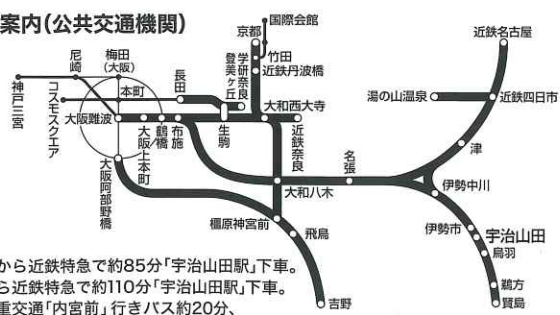 案内(公共交通機関)
国際会館
京都
竹田
近鉄丹波橋
近鉄名古屋
尼崎
梅田
(大阪)
本町
長田
学研奈良
登美ヶ丘
神戸三宮
コスモスクエア
大阪難波
大阪上本町
鶴橋
布施
生駒
大和西大寺
近鉄奈良
湯の山温泉
近鉄四日市
津
名張
大和八木
伊勢中川
大阪阿部野橋
橿原神宮前
飛鳥
吉野
伊勢市
宇治山田
鳥羽
鵜方
賢島
から近鉄特急で約85分「宇治山田駅」下車。
ら近鉄特急で約110分「宇治山田駅」下車。
重交通「内宮前」行きバス約20分、